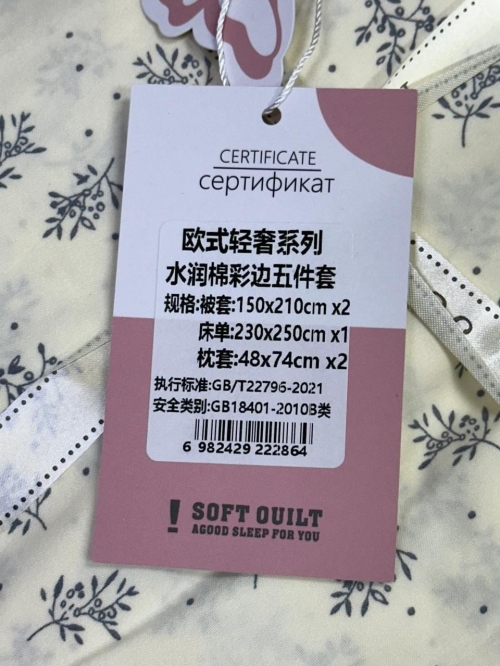 CERTIFICATE
сертификат
欧式轻奢系列
水润棉彩边五件套
规格:被套:150x210cm x2
床单:230x250cm x1
枕套:48x74cm x2
执行标准:GB/T22796-2021
安全类别:GB18401-2010B类
6 982429 222864
! SOFT QUILT
AGOOD SLEEP FOR YOU